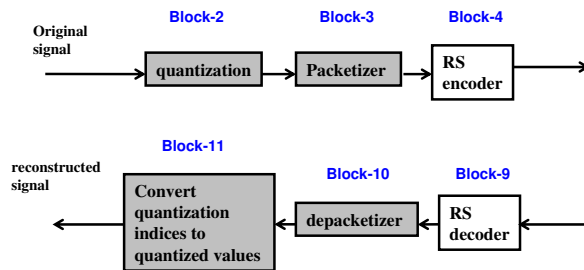 Block-2
Block-3
Block-4
Original
signal
quantization
Packetizer
RS
encoder
Block-11
Block-10
Block-9
reconstructed
signal
Convert
quantization
indices to
quantized values
depacketizer
RS
decoder